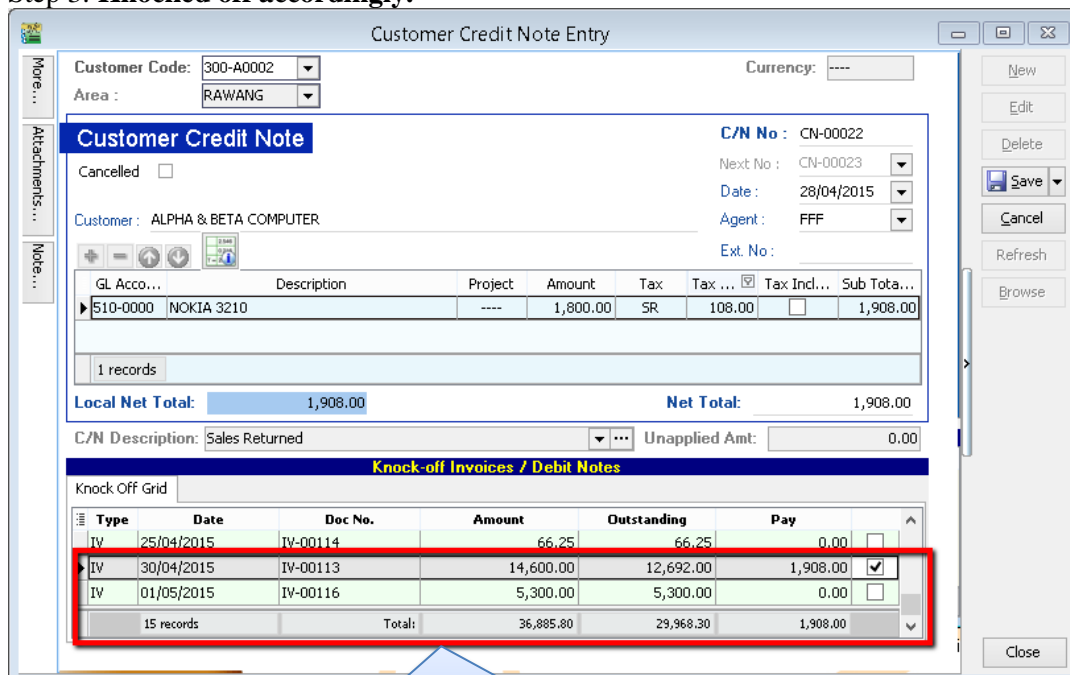 Step 3: Knocked off accordingly.
Customer Credit Note Entry
More...
Attachments...
Note...
Customer Code: 300-A0002
Currency: ----
Area : RAWANG
Customer Credit Note
C/N No : CN-00022
Cancelled
Next No : CN-00023
Date : 28/04/2015
Customer : ALPHA & BETA COMPUTER
Agent : FFF
Ext. No :
GL Acco... Description Project Amount Tax Tax ... Tax Incl... Sub Tota...
510-0000 NOKIA 3210 ---- 1,800.00 SR 108.00 1,908.00
1 records
Local Net Total: 1,908.00 Net Total: 1,908.00
C/N Description: Sales Returned Unapplied Amt: 0.00
Knock-off Invoices / Debit Notes
Knock Off Grid
Type Date Doc No. Amount Outstanding Pay
IV 25/04/2015 IV-00114 66.25 66.25 0.00
IV 30/04/2015 IV-00113 14,600.00 12,692.00 1,908.00
IV 01/05/2015 IV-00116 5,300.00 5,300.00 0.00
15 records Total: 36,885.80 29,968.30 1,908.00
New
Edit
Delete
Save
Cancel
Refresh
Browse
Close